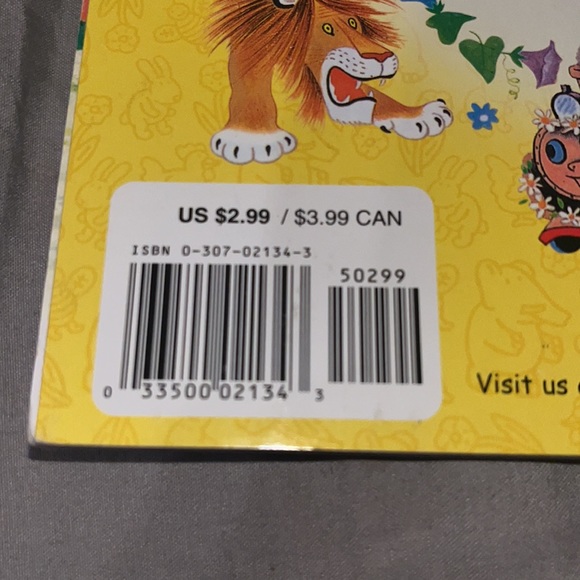 US $2.99 / $3.99 CAN
ISBN 0-307-02134-3
50299
0 33500 02134 3
Visit us